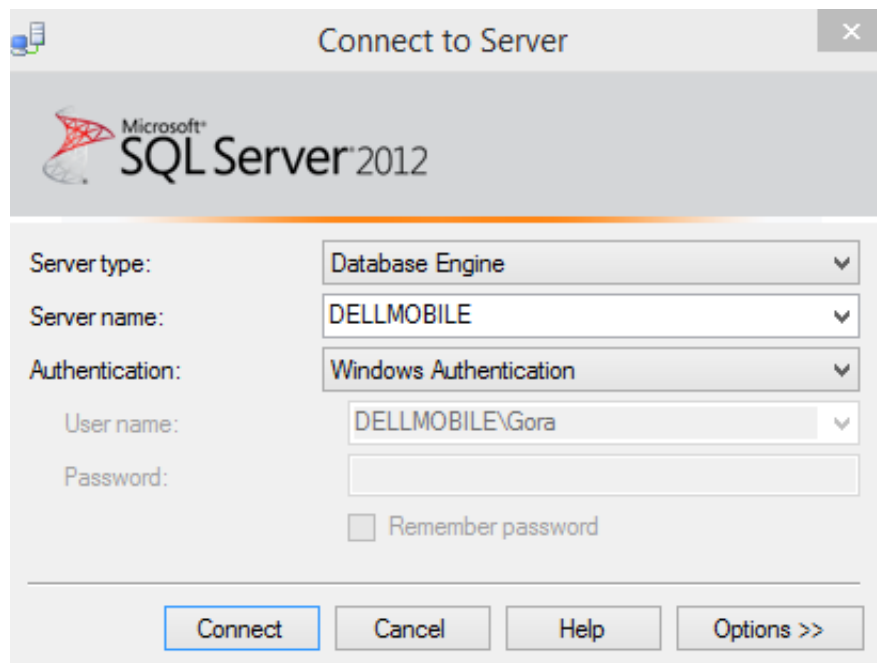 Connect to Server
Microsoft®
SQL Server 2012
Server type: Database Engine
Server name: DELLMOBILE
Authentication: Windows Authentication
User name: DELLMOBILE\Gora
Password:
Remember password
Connect Cancel Help Options >>